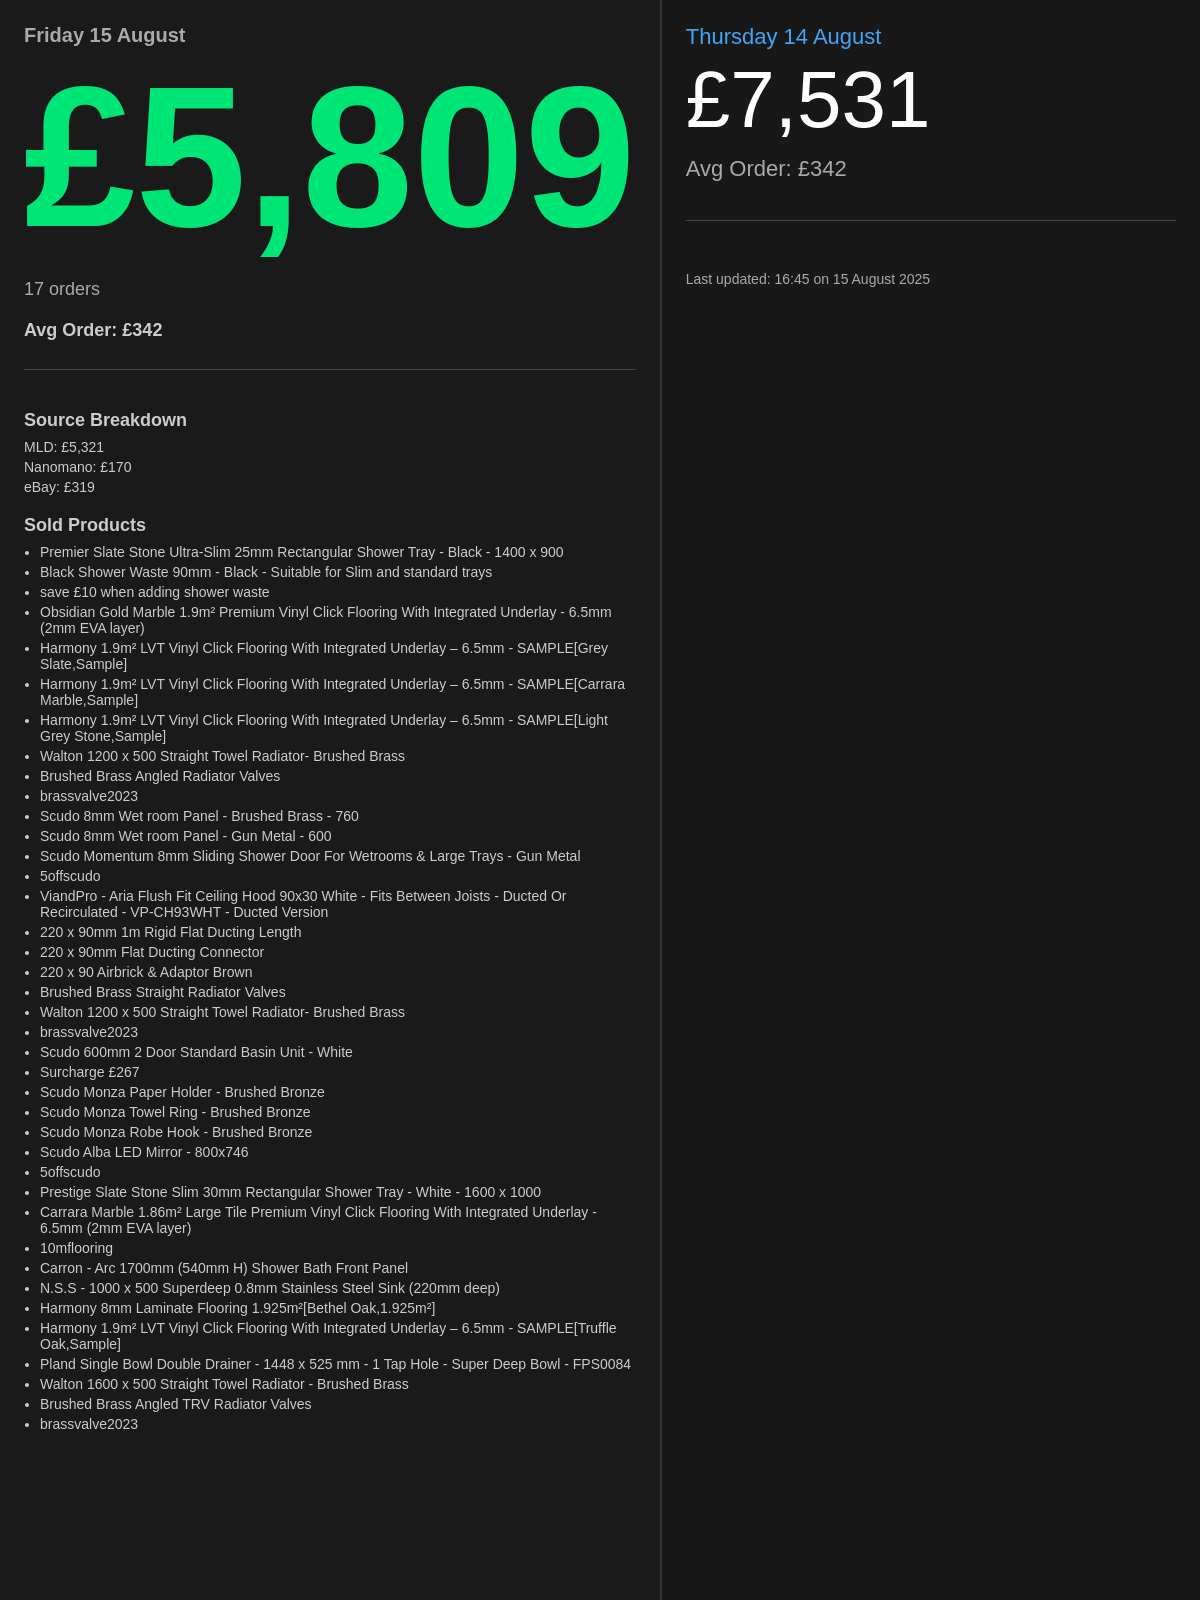 Friday 15 August
£5,809
17 orders
Avg Order: £342
Source Breakdown
MLD: £5,321
Nanomano: £170
eBay: £319
Sold Products
• Premier Slate Stone Ultra-Slim 25mm Rectangular Shower Tray - Black - 1400 x 900
• Black Shower Waste 90mm - Black - Suitable for Slim and standard trays
• save £10 when adding shower waste
• Obsidian Gold Marble 1.9m² Premium Vinyl Click Flooring With Integrated Underlay - 6.5mm
(2mm EVA layer)
• Harmony 1.9m² LVT Vinyl Click Flooring With Integrated Underlay – 6.5mm - SAMPLE[Grey
Slate,Sample]
• Harmony 1.9m² LVT Vinyl Click Flooring With Integrated Underlay – 6.5mm - SAMPLE[Carrara
Marble,Sample]
• Harmony 1.9m² LVT Vinyl Click Flooring With Integrated Underlay – 6.5mm - SAMPLE[Light
Grey Stone,Sample]
• Walton 1200 x 500 Straight Towel Radiator- Brushed Brass
• Brushed Brass Angled Radiator Valves
• brassvalve2023
• Scudo 8mm Wet room Panel - Brushed Brass - 760
• Scudo 8mm Wet room Panel - Gun Metal - 600
• Scudo Momentum 8mm Sliding Shower Door For Wetrooms & Large Trays - Gun Metal
• 5offscudo
• ViandPro - Aria Flush Fit Ceiling Hood 90x30 White - Fits Between Joists - Ducted Or
Recirculated - VP-CH93WHT - Ducted Version
• 220 x 90mm 1m Rigid Flat Ducting Length
• 220 x 90mm Flat Ducting Connector
• 220 x 90 Airbrick & Adaptor Brown
• Brushed Brass Straight Radiator Valves
• Walton 1200 x 500 Straight Towel Radiator- Brushed Brass
• brassvalve2023
• Scudo 600mm 2 Door Standard Basin Unit - White
• Surcharge £267
• Scudo Monza Paper Holder - Brushed Bronze
• Scudo Monza Towel Ring - Brushed Bronze
• Scudo Monza Robe Hook - Brushed Bronze
• Scudo Alba LED Mirror - 800x746
• 5offscudo
• Prestige Slate Stone Slim 30mm Rectangular Shower Tray - White - 1600 x 1000
• Carrara Marble 1.86m² Large Tile Premium Vinyl Click Flooring With Integrated Underlay -
6.5mm (2mm EVA layer)
• 10mflooring
• Carron - Arc 1700mm (540mm H) Shower Bath Front Panel
• N.S.S - 1000 x 500 Superdeep 0.8mm Stainless Steel Sink (220mm deep)
• Harmony 8mm Laminate Flooring 1.925m²[Bethel Oak,1.925m²]
• Harmony 1.9m² LVT Vinyl Click Flooring With Integrated Underlay – 6.5mm - SAMPLE[Truffle
Oak,Sample]
• Pland Single Bowl Double Drainer - 1448 x 525 mm - 1 Tap Hole - Super Deep Bowl - FPS0084
• Walton 1600 x 500 Straight Towel Radiator - Brushed Brass
• Brushed Brass Angled TRV Radiator Valves
• brassvalve2023
Thursday 14 August
£7,531
Avg Order: £342
Last updated: 16:45 on 15 August 2025